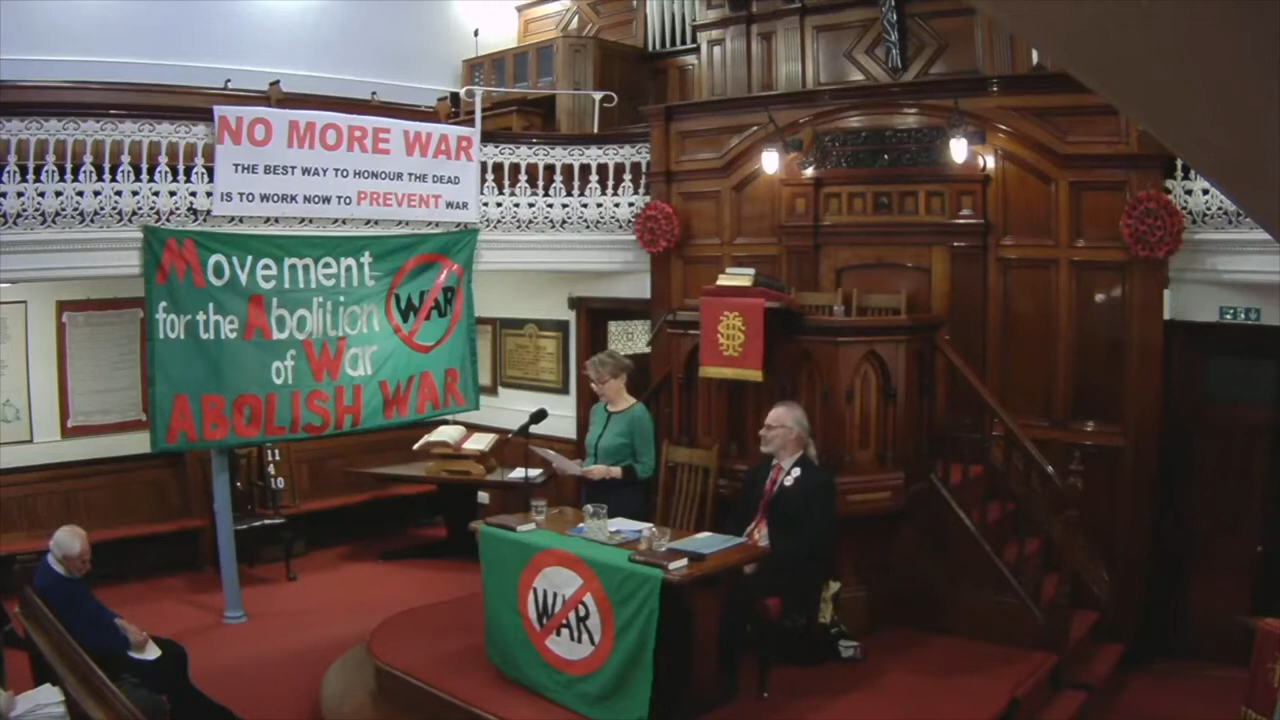 NO MORE WAR
THE BEST WAY TO HONOUR THE DEAD
IS TO WORK NOW TO PREVENT WAR
Movement
for the Abolition
of War
ABOLISH WAR
WAR
11
4
10
IHS
WAR